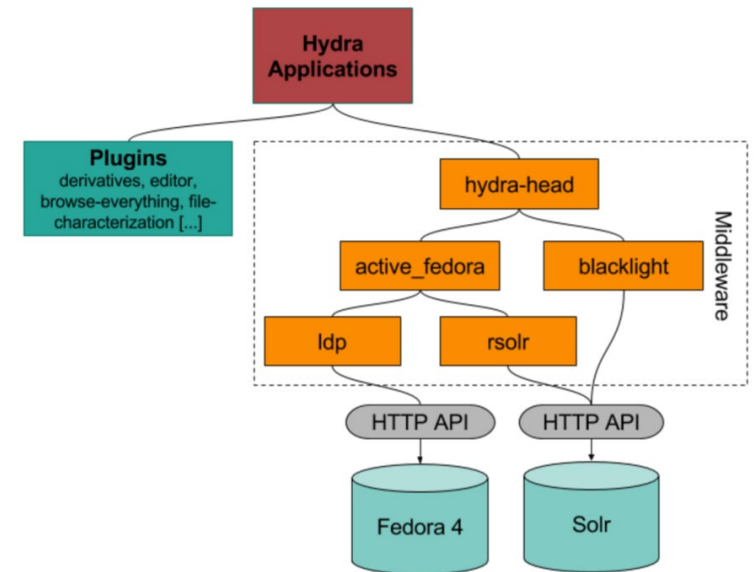 Hydra
Applications
Plugins
derivatives, editor,
browse-everything, file-
characterization [...]
hydra-head
active_fedora
blacklight
Middleware
ldp
rsolr
HTTP API
HTTP API
Fedora 4
Solr